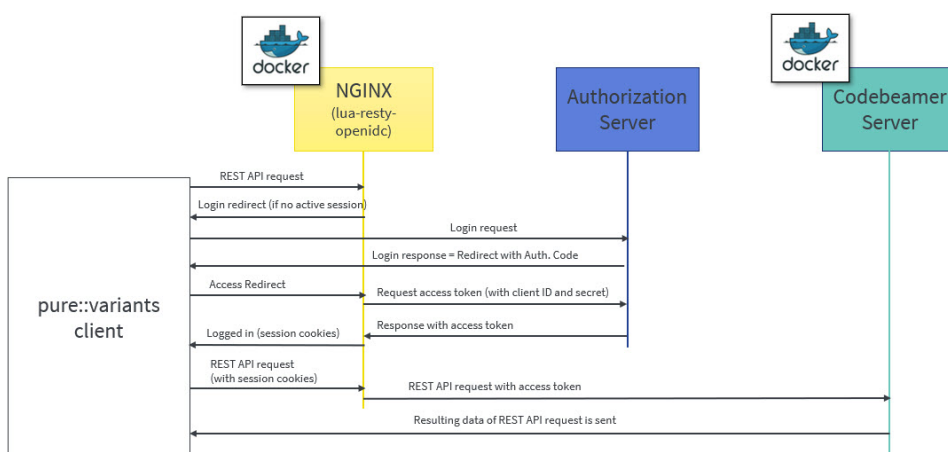 docker
docker
NGINX
(lua-resty-
openidc)
Authorization
Server
Codebeamer
Server
REST API request
Login redirect (if no active session)
Login request
Login response = Redirect with Auth. Code
Access Redirect
Request access token (with client ID and secret)
pure::variants
client
Response with access token
Logged in (session cookies)
REST API request
(with session cookies)
REST API request with access token
Resulting data of REST API request is sent